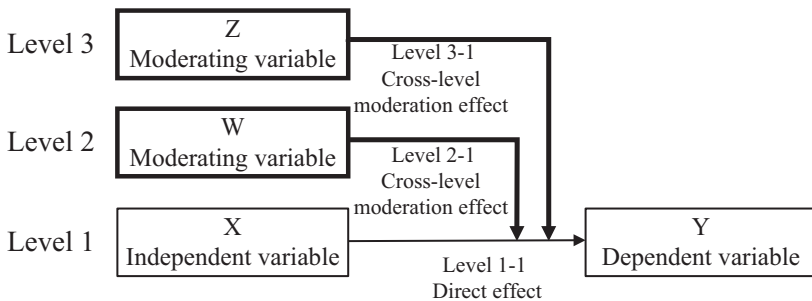 Level 3
Z
Moderating variable
Level 3-1
Cross-level
moderation effect
Level 2
W
Moderating variable
Level 2-1
Cross-level
moderation effect
Level 1
X
Independent variable
Y
Dependent variable
Level 1-1
Direct effect